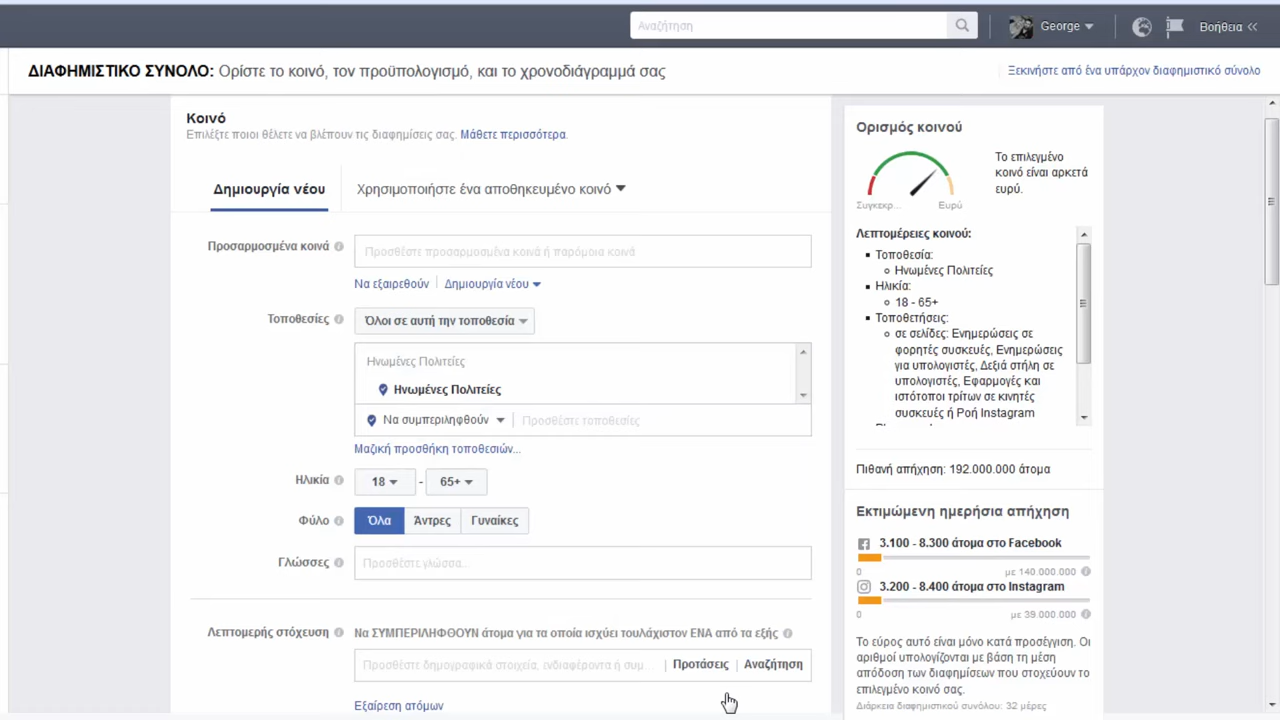 Αναζήτηση
George
Βοήθεια <<
ΔΙΑΦΗΜΙΣΤΙΚΟ ΣΥΝΟΛΟ: Ορίστε το κοινό, τον προϋπολογισμό, και το χρονοδιάγραμμά σας
Ξεκινήστε από ένα υπάρχον διαφημιστικό σύνολο
Κοινό
Επιλέξτε ποιοι θέλετε να βλέπουν τις διαφημίσεις σας. Μάθετε περισσότερα.
Δημιουργία νέου
Χρησιμοποιήστε ένα αποθηκευμένο κοινό
Προσαρμοσμένα κοινά
Προσθέστε προσαρμοσμένα κοινά ή παρόμοια κοινά
Να εξαιρεθούν | Δημιουργία νέου
Τοποθεσίες
Όλοι σε αυτή την τοποθεσία
Ηνωμένες Πολιτείες
Ηνωμένες Πολιτείες
Να συμπεριληφθούν
Προσθέστε τοποθεσίες
Μαζική προσθήκη τοποθεσιών...
Ηλικία
18 - 65+
Φύλο
Όλα Άντρες Γυναίκες
Γλώσσες
Προσθέστε γλώσσα...
Λεπτομερής στόχευση
Να ΣΥΜΠΕΡΙΛΗΦΘΟΥΝ άτομα για τα οποία ισχύει τουλάχιστον ΕΝΑ από τα εξής
Προσθέστε δημογραφικά στοιχεία, ενδιαφέροντα ή συμ... | Προτάσεις | Αναζήτηση
Εξαίρεση ατόμων
Ορισμός κοινού
Συγκεκρ...
Ευρύ
Το επιλεγμένο
κοινό είναι αρκετά
ευρύ.
Λεπτομέρειες κοινού:
Τοποθεσία:
Ηνωμένες Πολιτείες
Ηλικία:
18 - 65+
Τοποθετήσεις:
σε σελίδες: Ενημερώσεις σε
φορητές συσκευές, Ενημερώσεις
για υπολογιστές, Δεξιά στήλη σε
υπολογιστές, Εφαρμογές και
ιστότοποι τρίτων σε κινητές
συσκευές ή Ροή Instagram
Πιθανή απήχηση: 192.000.000 άτομα
Εκτιμώμενη ημερήσια απήχηση
3.100 - 8.300 άτομα στο Facebook
0 με 140.000.000
3.200 - 8.400 άτομα στο Instagram
0 με 39.000.000
Το εύρος αυτό είναι μόνο κατά προσέγγιση. Οι
αριθμοί υπολογίζονται με βάση τη μέση
απόδοση των διαφημίσεων που στοχεύουν το
επιλεγμένο κοινό σας.
Διάρκεια διαφημιστικού συνόλου: 32 μέρες